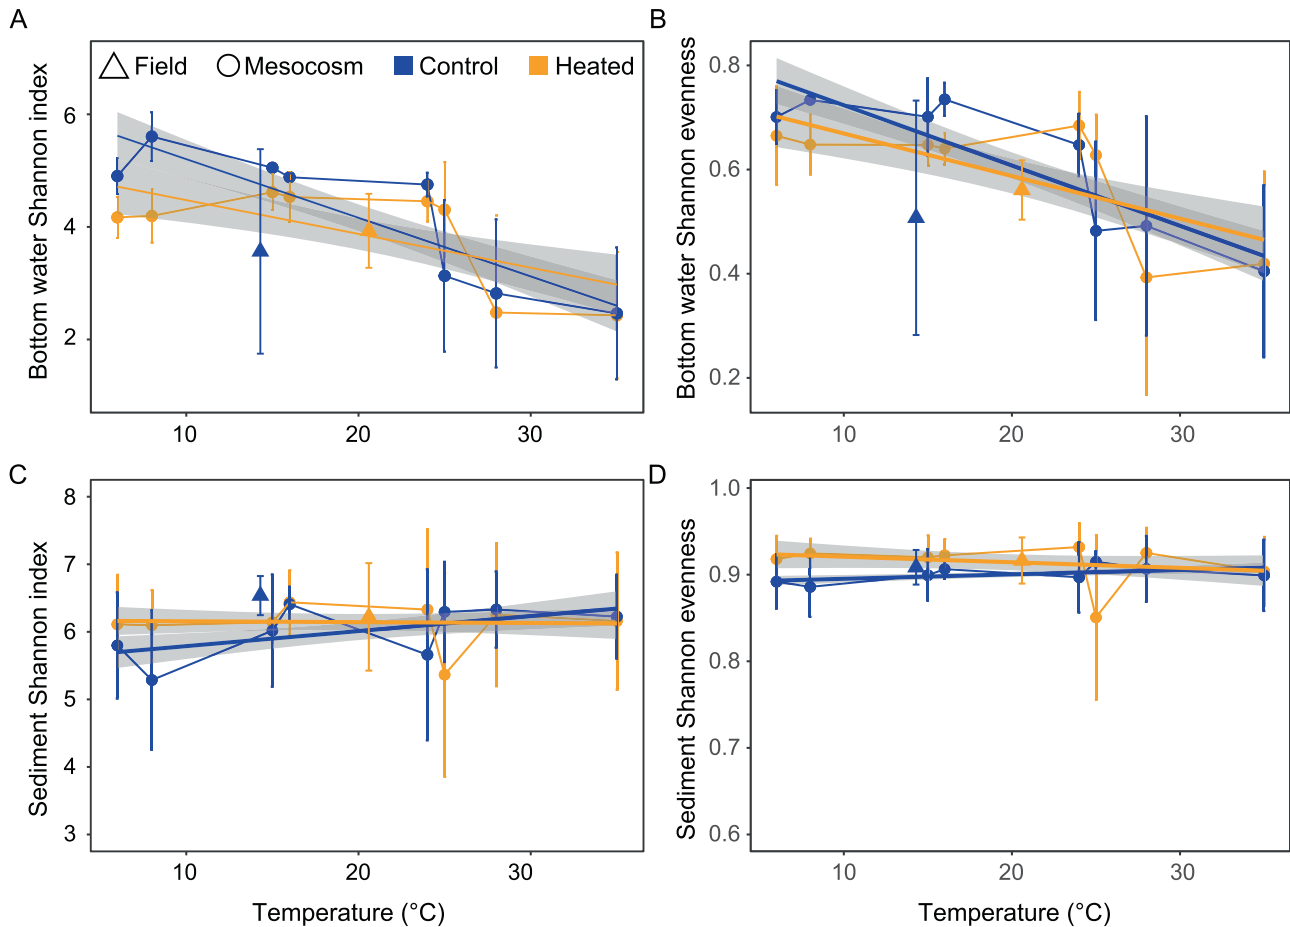 A
B
Field Mesocosm Control Heated
Bottom water Shannon index
6
4
2
10 20 30
Bottom water Shannon evenness
0.8
0.6
0.4
0.2
10 20 30
C
D
Sediment Shannon index
8
7
6
5
4
3
10 20 30
Temperature (°C)
Sediment Shannon evenness
1.0
0.9
0.8
0.7
0.6
10 20 30
Temperature (°C)